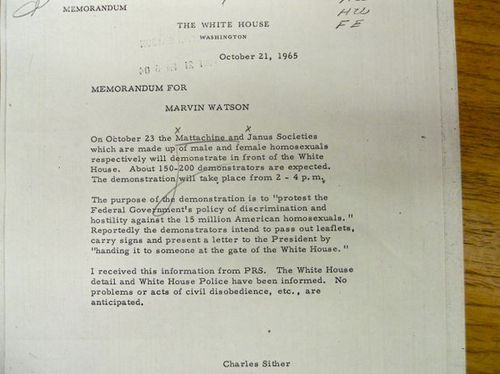 MEMORANDUM
HW
FE
THE WHITE HOUSE
WASHINGTON
October 21, 1965
MEMORANDUM FOR
MARVIN WATSON
x x
On October 23 the Mattachine and Janus Societies
which are made up of male and female homosexuals
respectively will demonstrate in front of the White
House. About 150-200 demonstrators are expected.
The demonstration will take place from 2 - 4 p.m.
The purpose of the demonstration is to "protest the
Federal Government's policy of discrimination and
hostility against the 15 million American homosexuals."
Reportedly the demonstrators intend to pass out leaflets,
carry signs and present a letter to the President by
"handing it to someone at the gate of the White House."
I received this information from PRS. The White House
detail and White House Police have been informed. No
problems or acts of civil disobedience, etc., are
anticipated.
Charles Sither